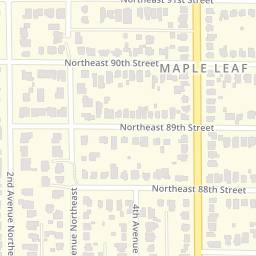 Northeast 91st Street
Northeast 90th Street
MAPLE LEAF
Northeast 89th Street
Northeast 88th Street
2nd Avenue Northe
venue Northeast
4th Avenue